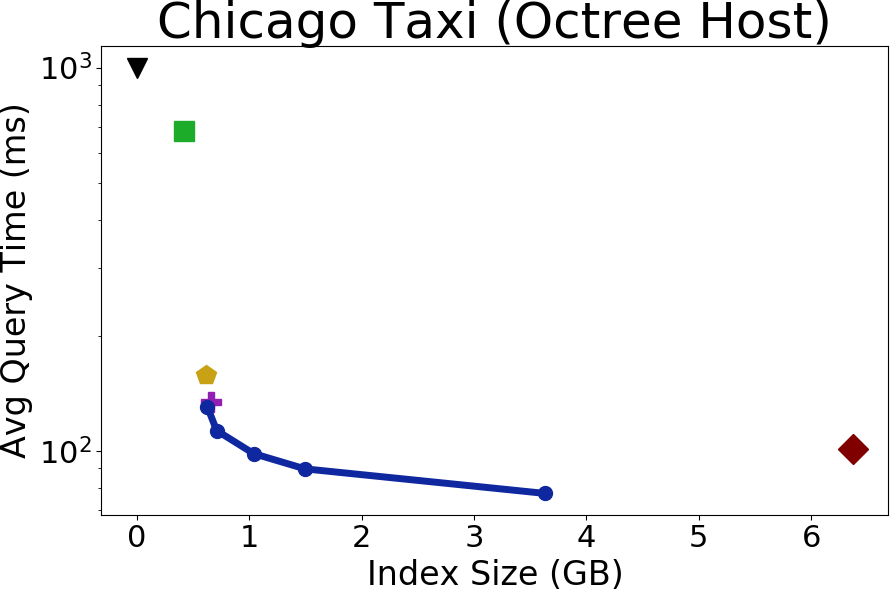 Chicago Taxi (Octree Host)
Avg Query Time (ms)
10³
10²
0 1 2 3 4 5 6
Index Size (GB)